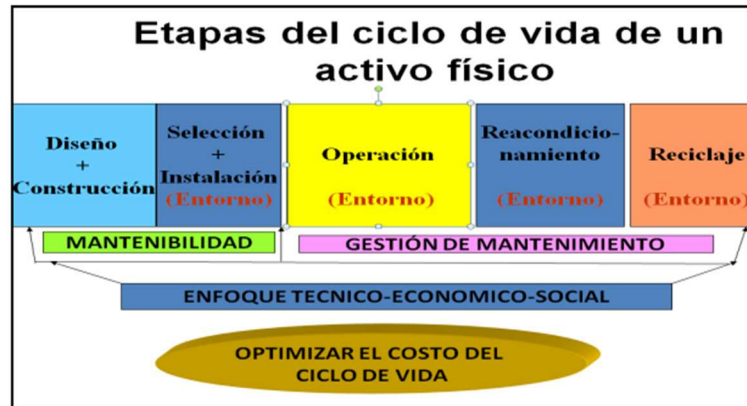 Etapas del ciclo de vida de un
activo físico
Diseño
+
Construcción
Selección
+
Instalación
(Entorno)
Operación
(Entorno)
Reacondicio-
namiento
(Entorno)
Reciclaje
(Entorno)
MANTENIBILIDAD
GESTIÓN DE MANTENIMIENTO
ENFOQUE TECNICO-ECONOMICO-SOCIAL
OPTIMIZAR EL COSTO DEL
CICLO DE VIDA